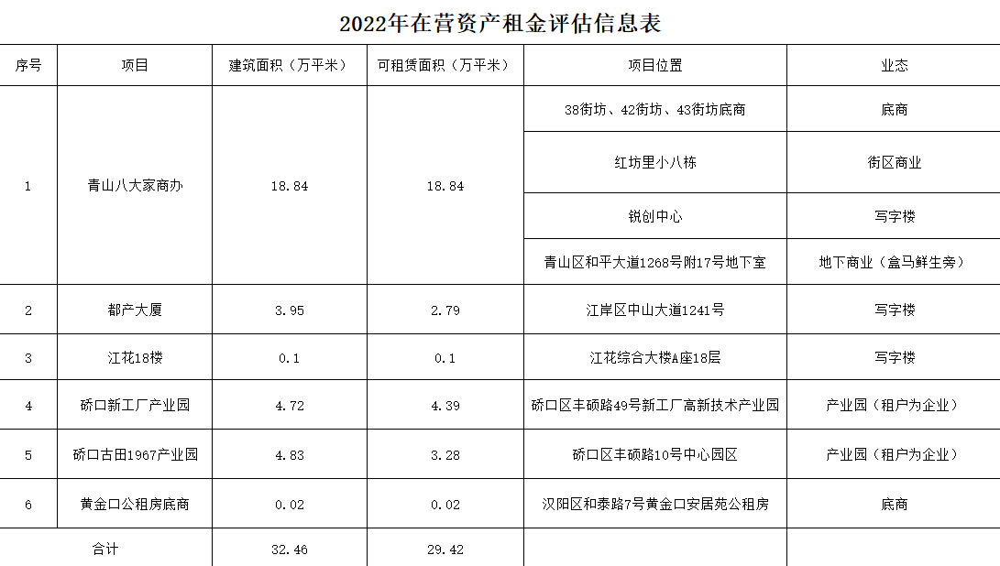 2022年在营资产租金评估信息表
序号 项目 建筑面积（万平米） 可租赁面积（万平米） 项目位置 业态
1 青山八大家商办 18.84 18.84 38街坊、42街坊、43街坊底商 底商
红坊里小八栋 街区商业
锐创中心 写字楼
青山区和平大道1268号附17号地下室 地下商业（盒马鲜生旁）
2 都产大厦 3.95 2.79 江岸区中山大道1241号 写字楼
3 江花18楼 0.1 0.1 江花综合大楼A座18层 写字楼
4 硚口新工厂产业园 4.72 4.39 硚口区丰硕路49号新工厂高新技术产业园 产业园（租户为企业）
5 硚口古田1967产业园 4.83 3.28 硚口区丰硕路10号中心园区 产业园（租户为企业）
6 黄金口公租房底商 0.02 0.02 汉阳区和泰路7号黄金口安居苑公租房 底商
合计 32.46 29.42